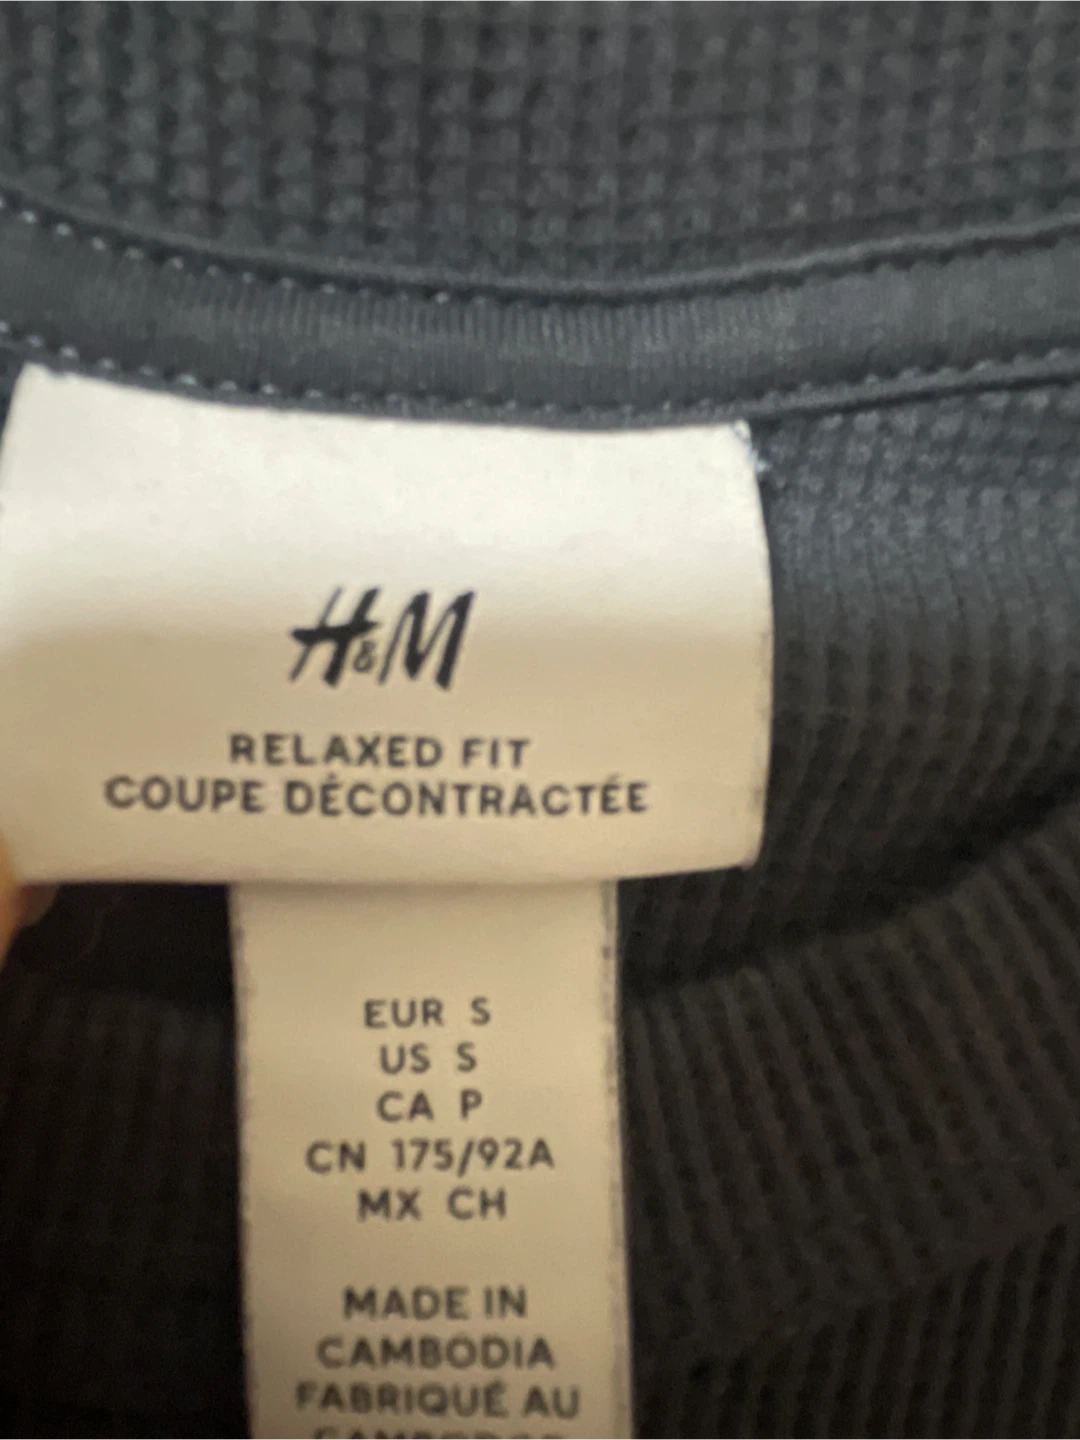 H&M
RELAXED FIT
COUPE DÉCONTRACTÉE
EUR S
US S
CA P
CN 175/92A
MX CH
MADE IN
CAMBODIA
FABRIQUÉ AU